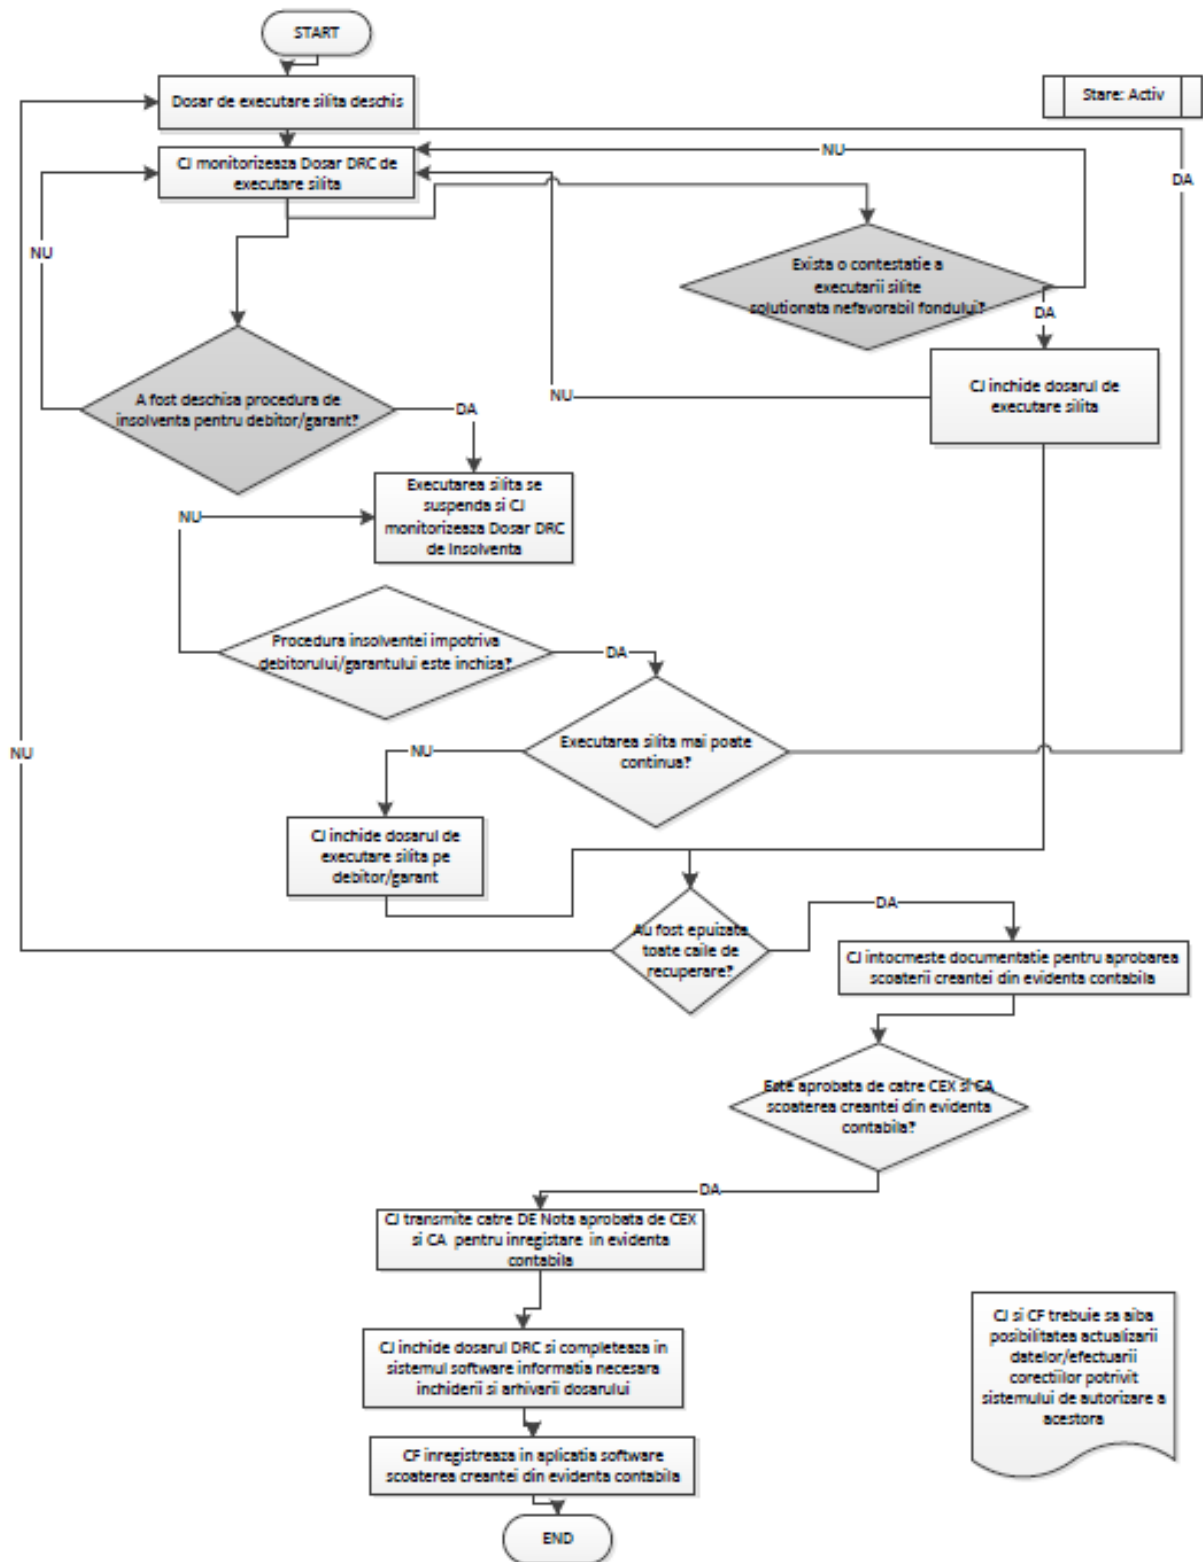 START
Dosar de executare silita deschis
Stare: Activ
CJ monitorizeaza Dosar DRC de
executare silita
NU
DA
NU
Exista o contestatie a
executarii silite
solutionata nefavorabil fondului?
DA
CJ inchide dosarul de
executare silita
NU
A fost deschisa procedura de
insolventa pentru debitor/garant?
DA
Executarea silita se
suspenda si CJ
monitorizeaza Dosar DRC
de Insolventa
NU
Procedura insolventei impotriva
debitorului/garantului este inchisa?
DA
Executarea silita mai poate
continua?
NU
NU
CJ inchide dosarul de
executare silita pe
debitor/garant
Au fost epuizate
toate caile de
recuperare?
DA
CJ intocmeste documentatie pentru aprobarea
scoaterii creantei din evidenta contabila
Este aprobata de catre CEX si CA
scoaterea creantei din evidenta
contabila?
DA
CJ transmite catre DE Nota aprobata de CEX
si CA pentru inregistrare in evidenta
contabila
CJ inchide dosarul DRC si completeaza in
sistemul software informatia necesara
inchiderii si arhivarii dosarului
CJ si CF trebuie sa aiba
posibilitatea actualizarii
datelor/efectuarii
corectiilor potrivit
sistemului de autorizare a
acestora
CF inregistreaza in aplicatia software
scoaterea creantei din evidenta contabila
END